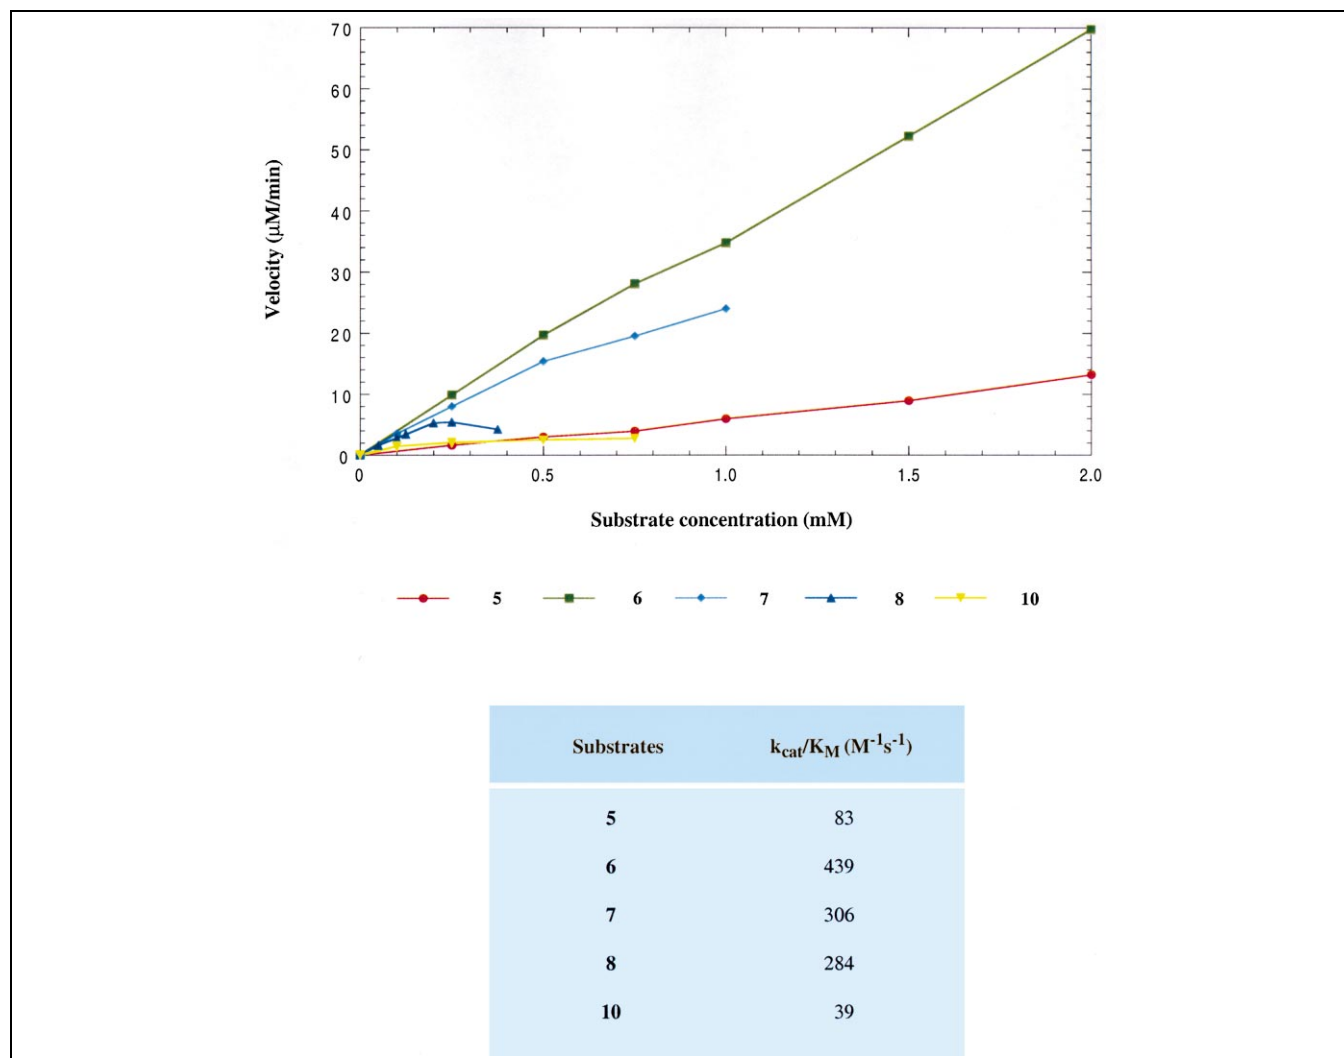 70
60
50
40
30
20
10
0
Velocity (μM/min)
0 0.5 1.0 1.5 2.0
Substrate concentration (mM)
5 6 7 8 10
Substrates kcat/KM (M-1s-1)
5 83
6 439
7 306
8 284
10 39